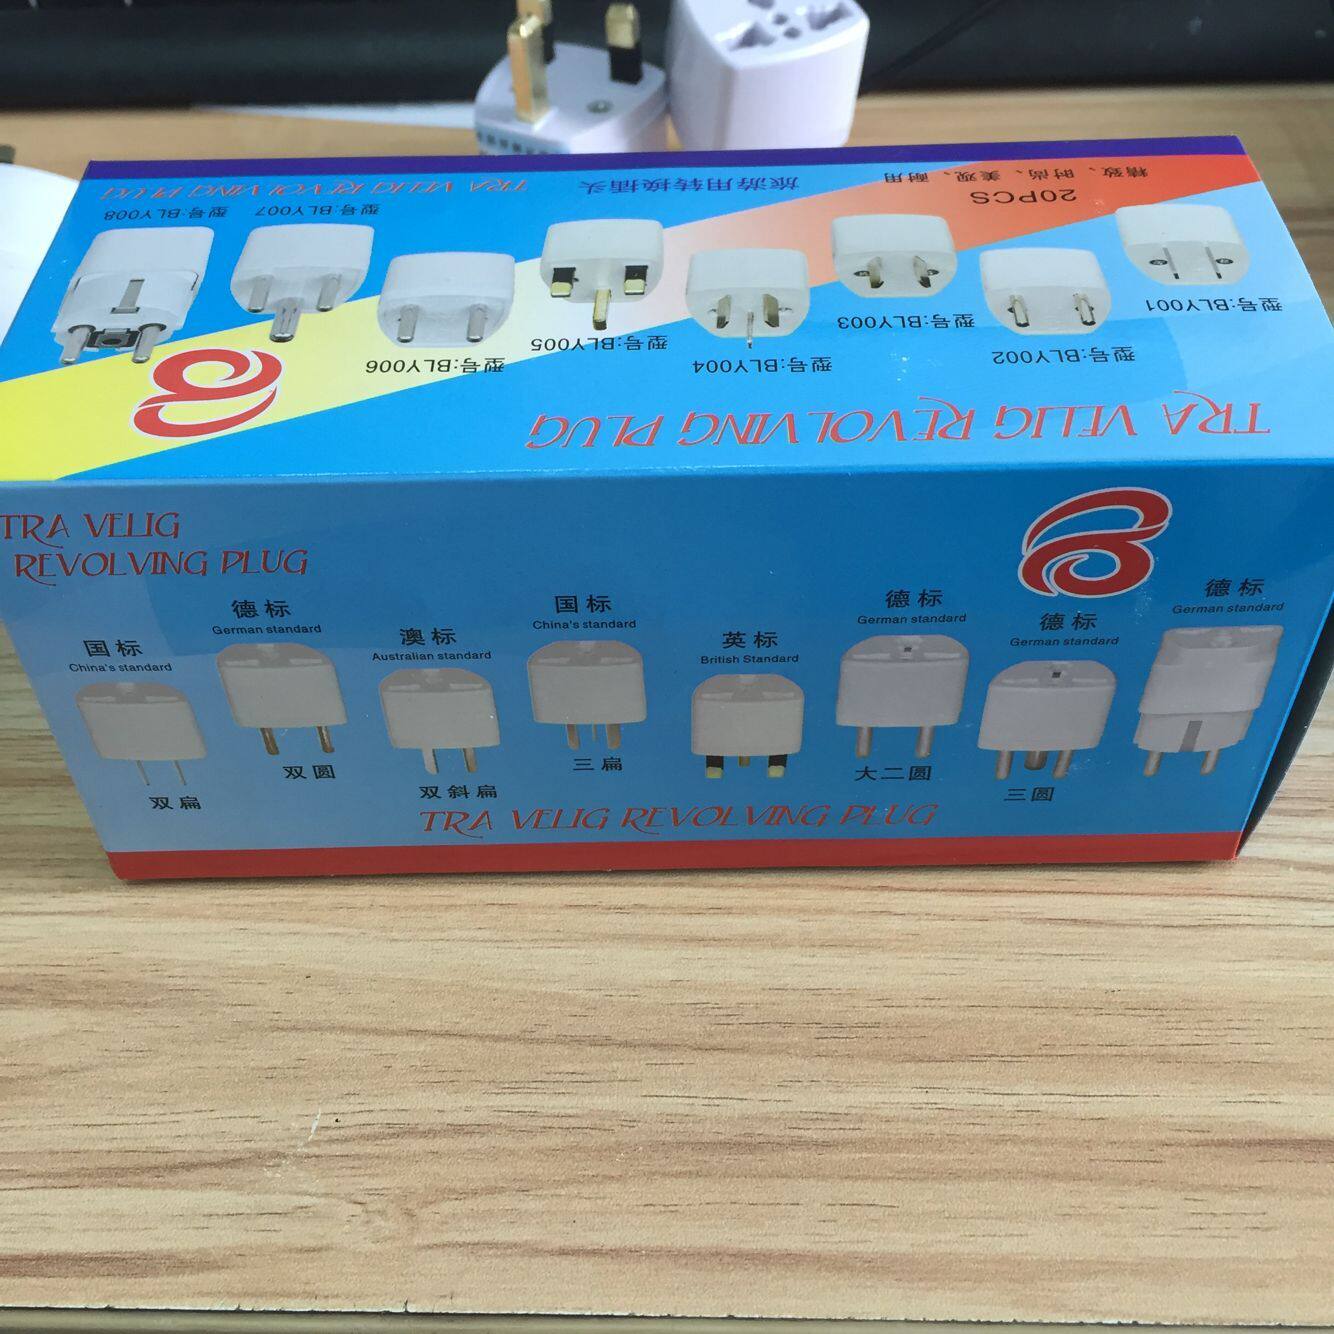 TRA VELIG REVOLVING PLUG
旅游用转换插头
精致、时尚、美观、耐用
20PCS
型号:BLY008
型号:BLY007
型号:BLY006
型号:BLY005
型号:BLY004
型号:BLY003
型号:BLY002
型号:BLY001
TRA VELIG REVOLVING PLUG
TRA VELIG
REVOLVING PLUG
国标
China's standard
双扁
德标
German standard
双圆
澳标
Australian standard
双斜扁
国标
China's standard
三扁
英标
British Standard
德标
German standard
大二圆
德标
German standard
三圆
德标
German standard
TRA VELIG REVOLVING PLUG